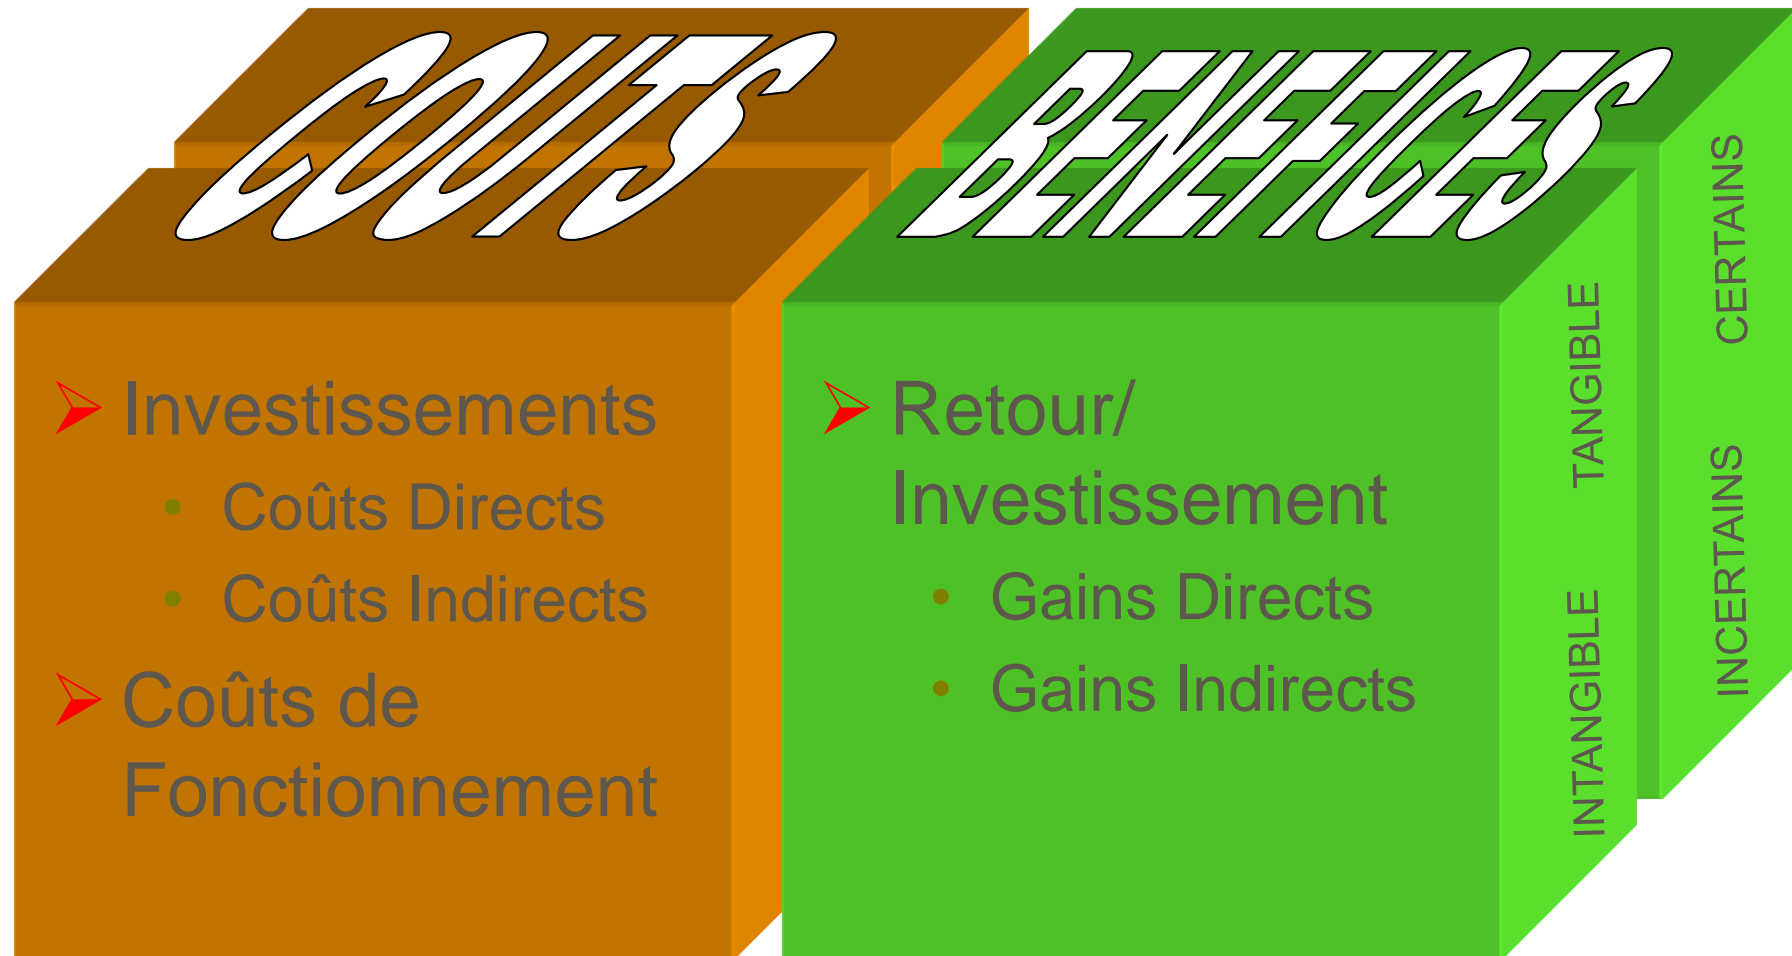 COUTS
BENEFICES
➢ Investissements
• Coûts Directs
• Coûts Indirects
➢ Coûts de
Fonctionnement
➢ Retour/
Investissement
• Gains Directs
• Gains Indirects
TANGIBLE
INTANGIBLE
CERTAINS
INCERTAINS